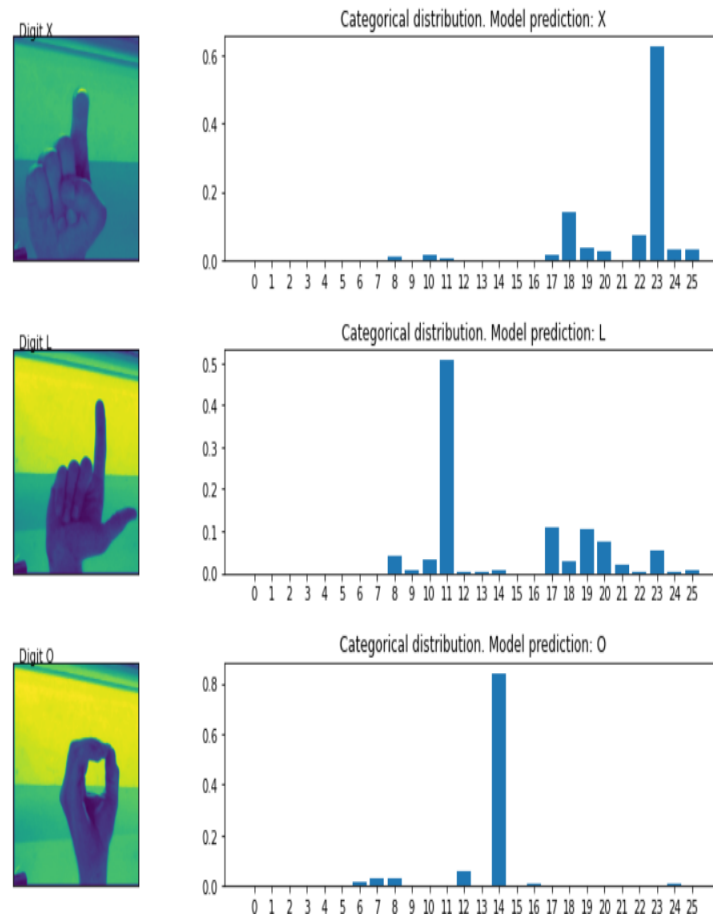 Digit X
Categorical distribution. Model prediction: X
0.6
0.4
0.2
0.0
0 1 2 3 4 5 6 7 8 9 10 11 12 13 14 15 16 17 18 19 20 21 22 23 24 25
Digit L
Categorical distribution. Model prediction: L
0.5
0.4
0.3
0.2
0.1
0.0
0 1 2 3 4 5 6 7 8 9 10 11 12 13 14 15 16 17 18 19 20 21 22 23 24 25
Digit O
Categorical distribution. Model prediction: O
0.8
0.6
0.4
0.2
0.0
0 1 2 3 4 5 6 7 8 9 10 11 12 13 14 15 16 17 18 19 20 21 22 23 24 25